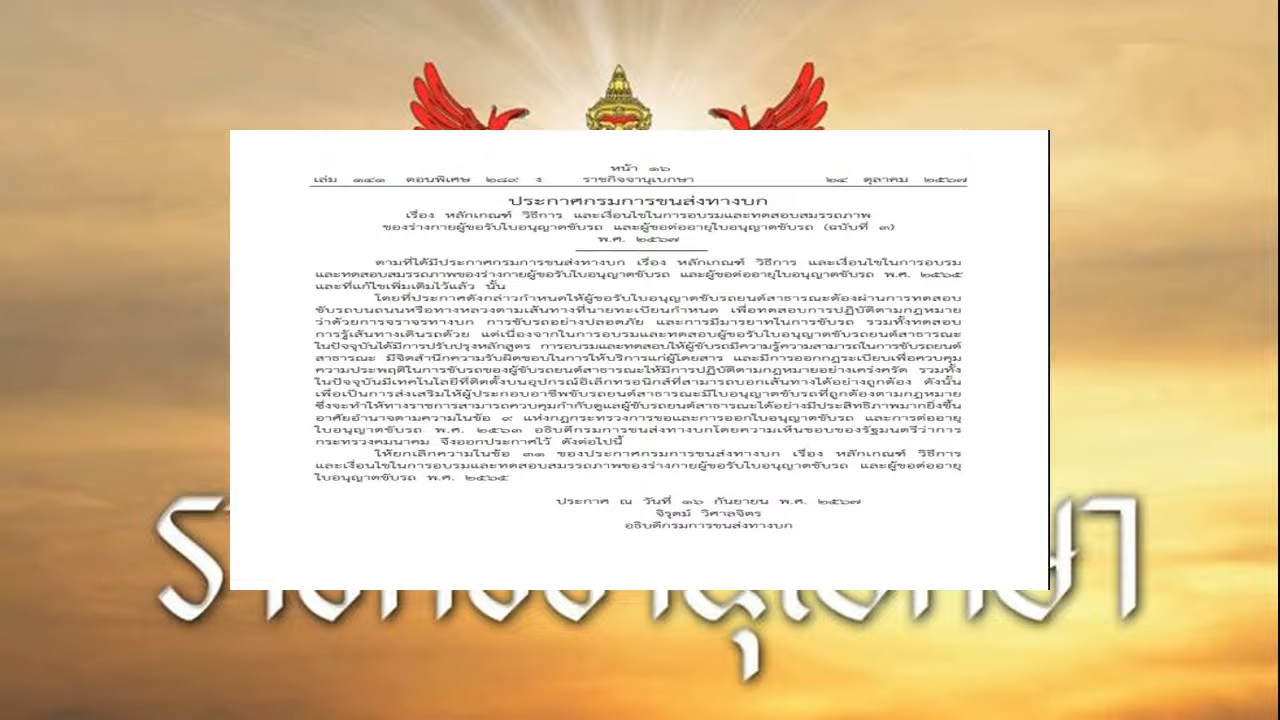 หน้า ๑๖
เล่ม ๑๔๑ ตอนพิเศษ ๒๘๙ ง ราชกิจจานุเบกษา ๒๔ ตุลาคม ๒๕๖๗
ประกาศกรมการขนส่งทางบก
เรื่อง หลักเกณฑ์ วิธีการ และเงื่อนไขในการอบรมและทดสอบสมรรถภาพ
ของร่างกายผู้ขอรับใบอนุญาตขับรถ และผู้ขอต่ออายุใบอนุญาตขับรถ (ฉบับที่ ๓)
พ.ศ. ๒๕๖๗
ตามที่ได้มีประกาศกรมการขนส่งทางบก เรื่อง หลักเกณฑ์ วิธีการ และเงื่อนไขในการอบรม
และทดสอบสมรรถภาพของร่างกายผู้ขอรับใบอนุญาตขับรถ และผู้ขอต่ออายุใบอนุญาตขับรถ พ.ศ. ๒๕๖๕
และที่แก้ไขเพิ่มเติมไว้แล้ว นั้น
โดยที่ประกาศดังกล่าวกำหนดให้ผู้ขอรับใบอนุญาตขับรถยนต์สาธารณะต้องผ่านการทดสอบ
ขับรถบนถนนหรือทางหลวงตามเส้นทางที่นายทะเบียนกำหนด เพื่อทดสอบการปฏิบัติตามกฎหมาย
ว่าด้วยการจราจรทางบก การขับรถอย่างปลอดภัย และการมีมารยาทในการขับรถ รวมทั้งทดสอบ
การรู้เส้นทางเดินรถด้วย แต่เนื่องจากในการอบรมและทดสอบผู้ขอรับใบอนุญาตขับรถยนต์สาธารณะ
ในปัจจุบันได้มีการปรับปรุงหลักสูตร การอบรมและทดสอบให้ผู้ขับรถมีความรู้ความสามารถในการขับรถยนต์
สาธารณะ มีจิตสำนึกความรับผิดชอบในการให้บริการแก่ผู้โดยสาร และมีการออกกฎระเบียบเพื่อควบคุม
ความประพฤติในการขับรถของผู้ขับรถยนต์สาธารณะให้มีการปฏิบัติตามกฎหมายอย่างเคร่งครัด รวมทั้ง
ในปัจจุบันมีเทคโนโลยีที่ติดตั้งบนอุปกรณ์อิเล็กทรอนิกส์ที่สามารถบอกเส้นทางได้อย่างถูกต้อง ดังนั้น
เพื่อเป็นการส่งเสริมให้ผู้ประกอบอาชีพขับรถยนต์สาธารณะมีใบอนุญาตขับรถที่ถูกต้องตามกฎหมาย
ซึ่งจะทำให้ทางราชการสามารถควบคุมกำกับดูแลผู้ขับรถยนต์สาธารณะได้อย่างมีประสิทธิภาพมากยิ่งขึ้น
อาศัยอำนาจตามความในข้อ ๙ แห่งกฎกระทรวงการขอและการออกใบอนุญาตขับรถ และการต่ออายุ
ใบอนุญาตขับรถ พ.ศ. ๒๕๖๓ อธิบดีกรมการขนส่งทางบกโดยความเห็นชอบของรัฐมนตรีว่าการ
กระทรวงคมนาคม จึงออกประกาศไว้ ดังต่อไปนี้
ให้ยกเลิกความในข้อ ๓๑ ของประกาศกรมการขนส่งทางบก เรื่อง หลักเกณฑ์ วิธีการ
และเงื่อนไขในการอบรมและทดสอบสมรรถภาพของร่างกายผู้ขอรับใบอนุญาตขับรถ และผู้ขอต่ออายุ
ใบอนุญาตขับรถ พ.ศ. ๒๕๖๕
ประกาศ ณ วันที่ ๑๖ กันยายน พ.ศ. ๒๕๖๗
จิรุตม์ วิศาลจิตร
อธิบดีกรมการขนส่งทางบก
ราชกิจจานุเบกษา